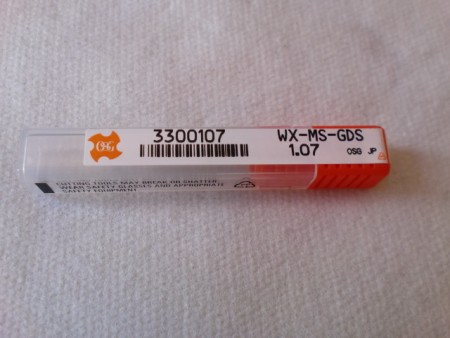 OSG
3300107 WX-MS-GDS
1.07 OSG JP
CUTTING TOOLS MAY BREAK OR SHATTER.
WEAR SAFETY GLASSES AND APPROPRIATE
SAFETY EQUIPMENT.